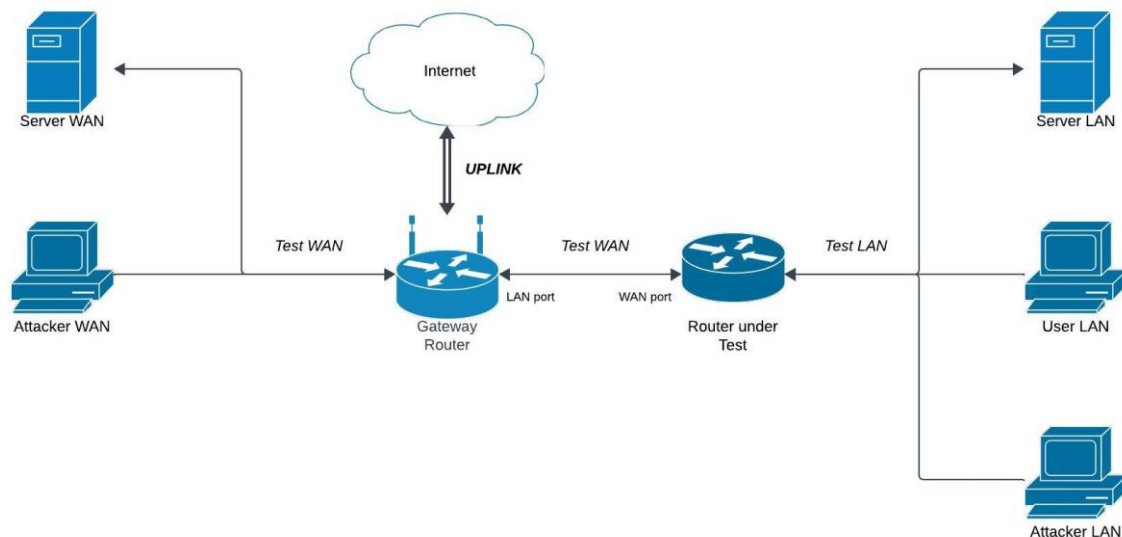 Internet
Server WAN
Server LAN
UPLINK
Test WAN
Test WAN
Test LAN
LAN port
WAN port
Attacker WAN
Gateway
Router
Router under
Test
User LAN
Attacker LAN